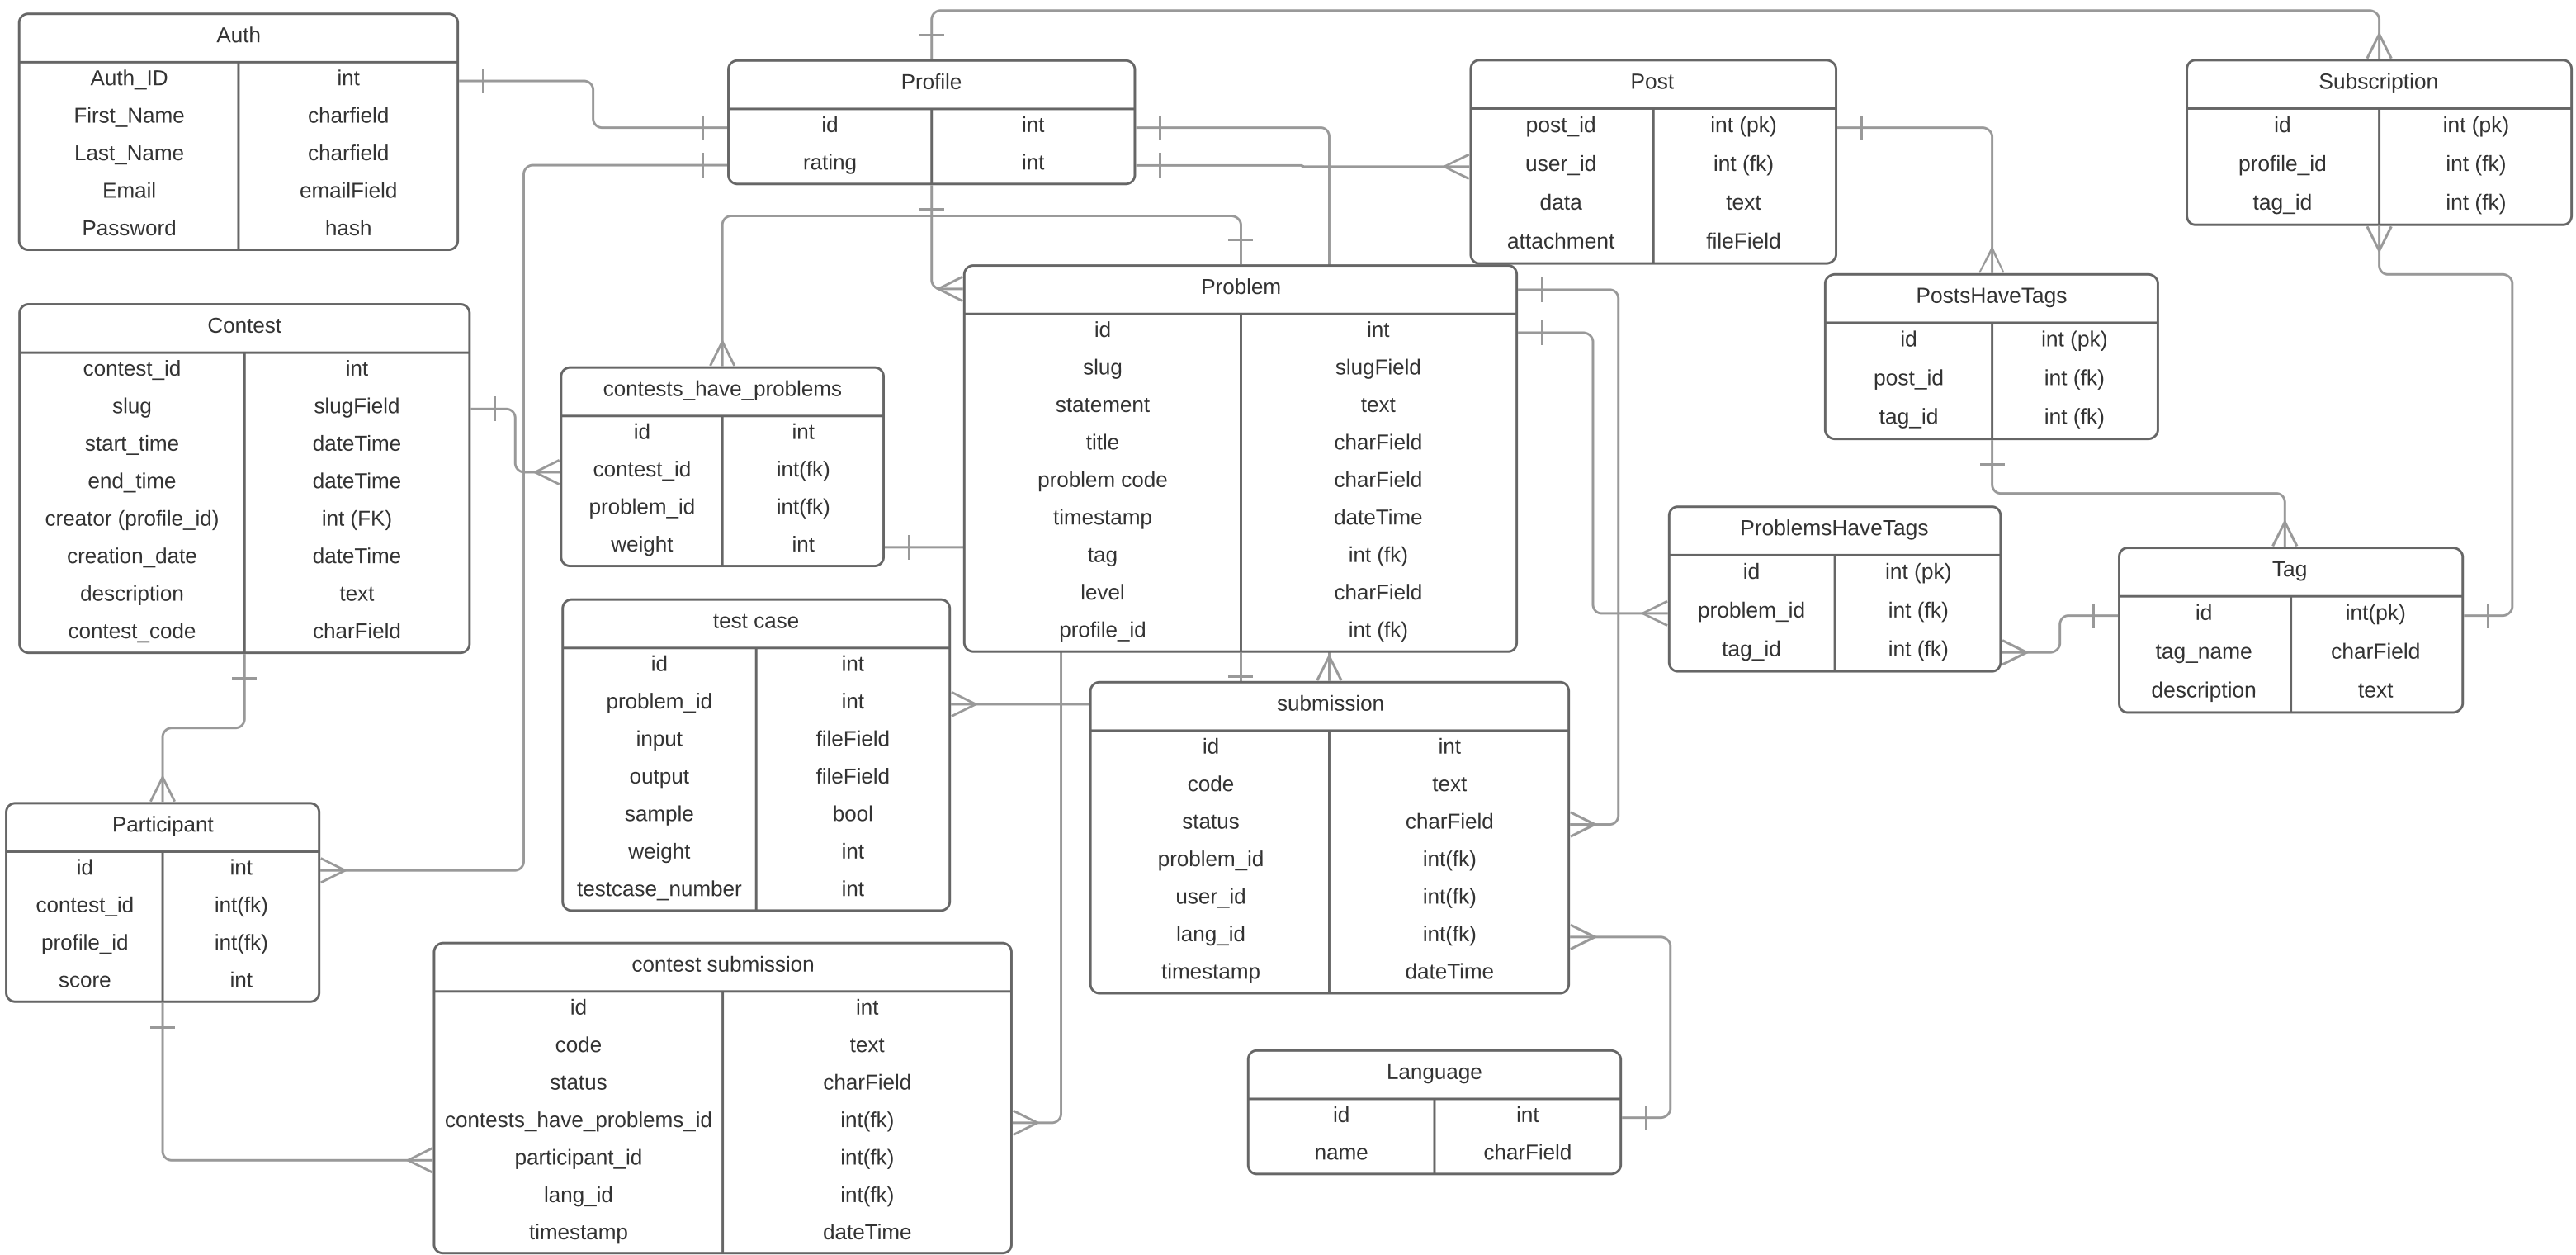 Auth
Auth_ID int
First_Name charfield
Last_Name charfield
Email emailField
Password hash
Profile
id int
rating int
Post
post_id int (pk)
user_id int (fk)
data text
attachment fileField
Subscription
id int (pk)
profile_id int (fk)
tag_id int (fk)
Contest
contest_id int
slug slugField
start_time dateTime
end_time dateTime
creator (profile_id) int (FK)
creation_date dateTime
description text
contest_code charField
contests_have_problems
id int
contest_id int(fk)
problem_id int(fk)
weight int
Problem
id int
slug slugField
statement text
title charField
problem code charField
timestamp dateTime
tag int (fk)
level charField
profile_id int (fk)
PostsHaveTags
id int (pk)
post_id int (fk)
tag_id int (fk)
ProblemsHaveTags
id int (pk)
problem_id int (fk)
tag_id int (fk)
Tag
id int(pk)
tag_name charField
description text
test case
id int
problem_id int
input fileField
output fileField
sample bool
weight int
testcase_number int
submission
id int
code text
status charField
problem_id int(fk)
user_id int(fk)
lang_id int(fk)
timestamp dateTime
Participant
id int
contest_id int(fk)
profile_id int(fk)
score int
contest submission
id int
code text
status charField
contests_have_problems_id int(fk)
participant_id int(fk)
lang_id int(fk)
timestamp dateTime
Language
id int
name charField